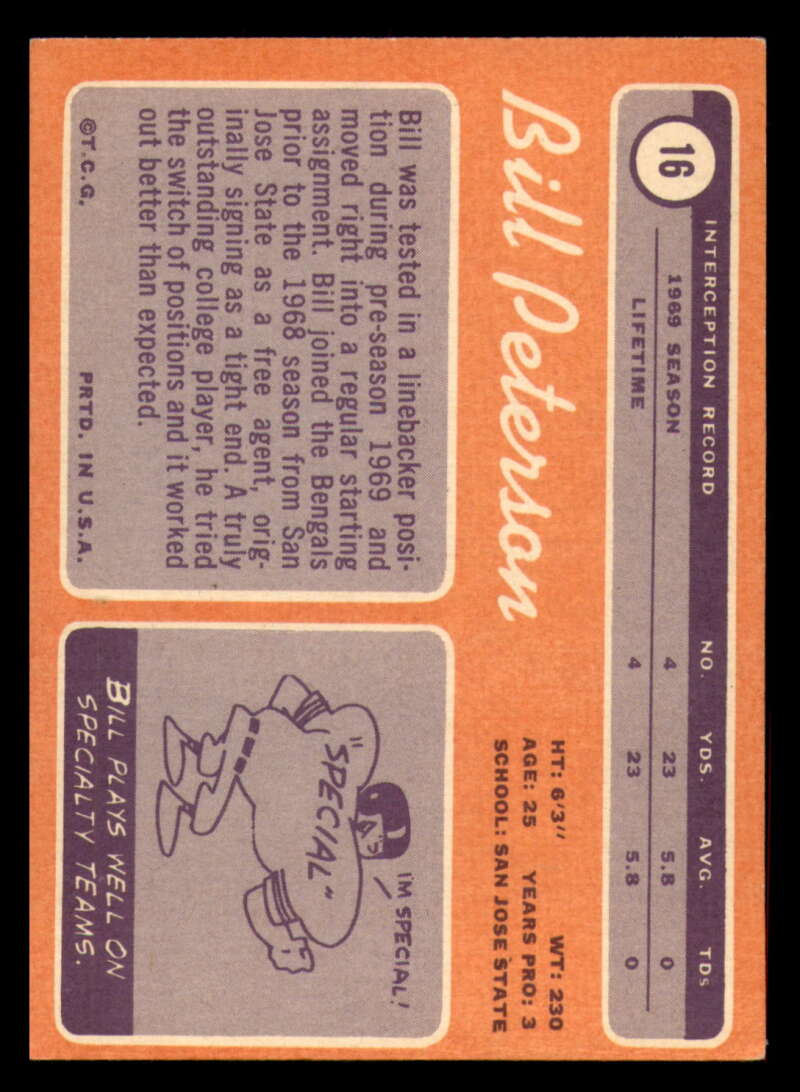 16
INTERCEPTION RECORD NO. YDS. AVG. TDs
1969 SEASON 4 23 5.8 0
LIFETIME 4 23 5.8 0
Bill Peterson
HT: 6'3" WT: 230
AGE: 25 YEARS PRO: 3
SCHOOL: SAN JOSE STATE
Bill was tested in a linebacker posi-
tion during pre-season 1969 and
moved right into a regular starting
assignment. Bill joined the Bengals
prior to the 1968 season from San
Jose State as a free agent, orig-
inally signing as a tight end. A truly
outstanding college player, he tried
the switch of positions and it worked
out better than expected.
©T.C.G. PRTD. IN U.S.A.
I'M SPECIAL!
"SPECIAL"
BILL PLAYS WELL ON
SPECIALTY TEAMS.